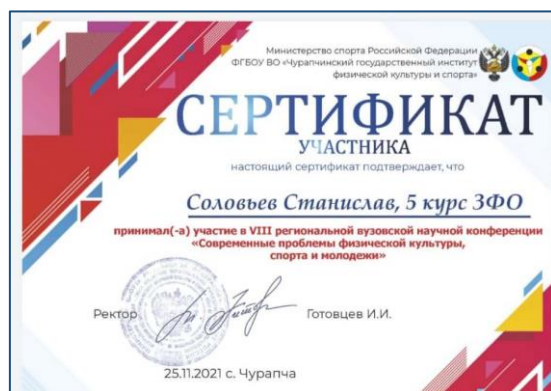 Министерство спорта Российской Федерации
ФГБОУ ВО «Чурапчинский государственный институт
физической культуры и спорта»
СЕРТИФИКАТ
УЧАСТНИКА
настоящий сертификат подтверждает, что
Соловьев Станислав, 5 курс ЗФО
принимал(-а) участие в VIII региональной вузовской научной конференции
«Современные проблемы физической культуры,
спорта и молодежи»
Ректор Готовцев И.И.
25.11.2021 с. Чурапча